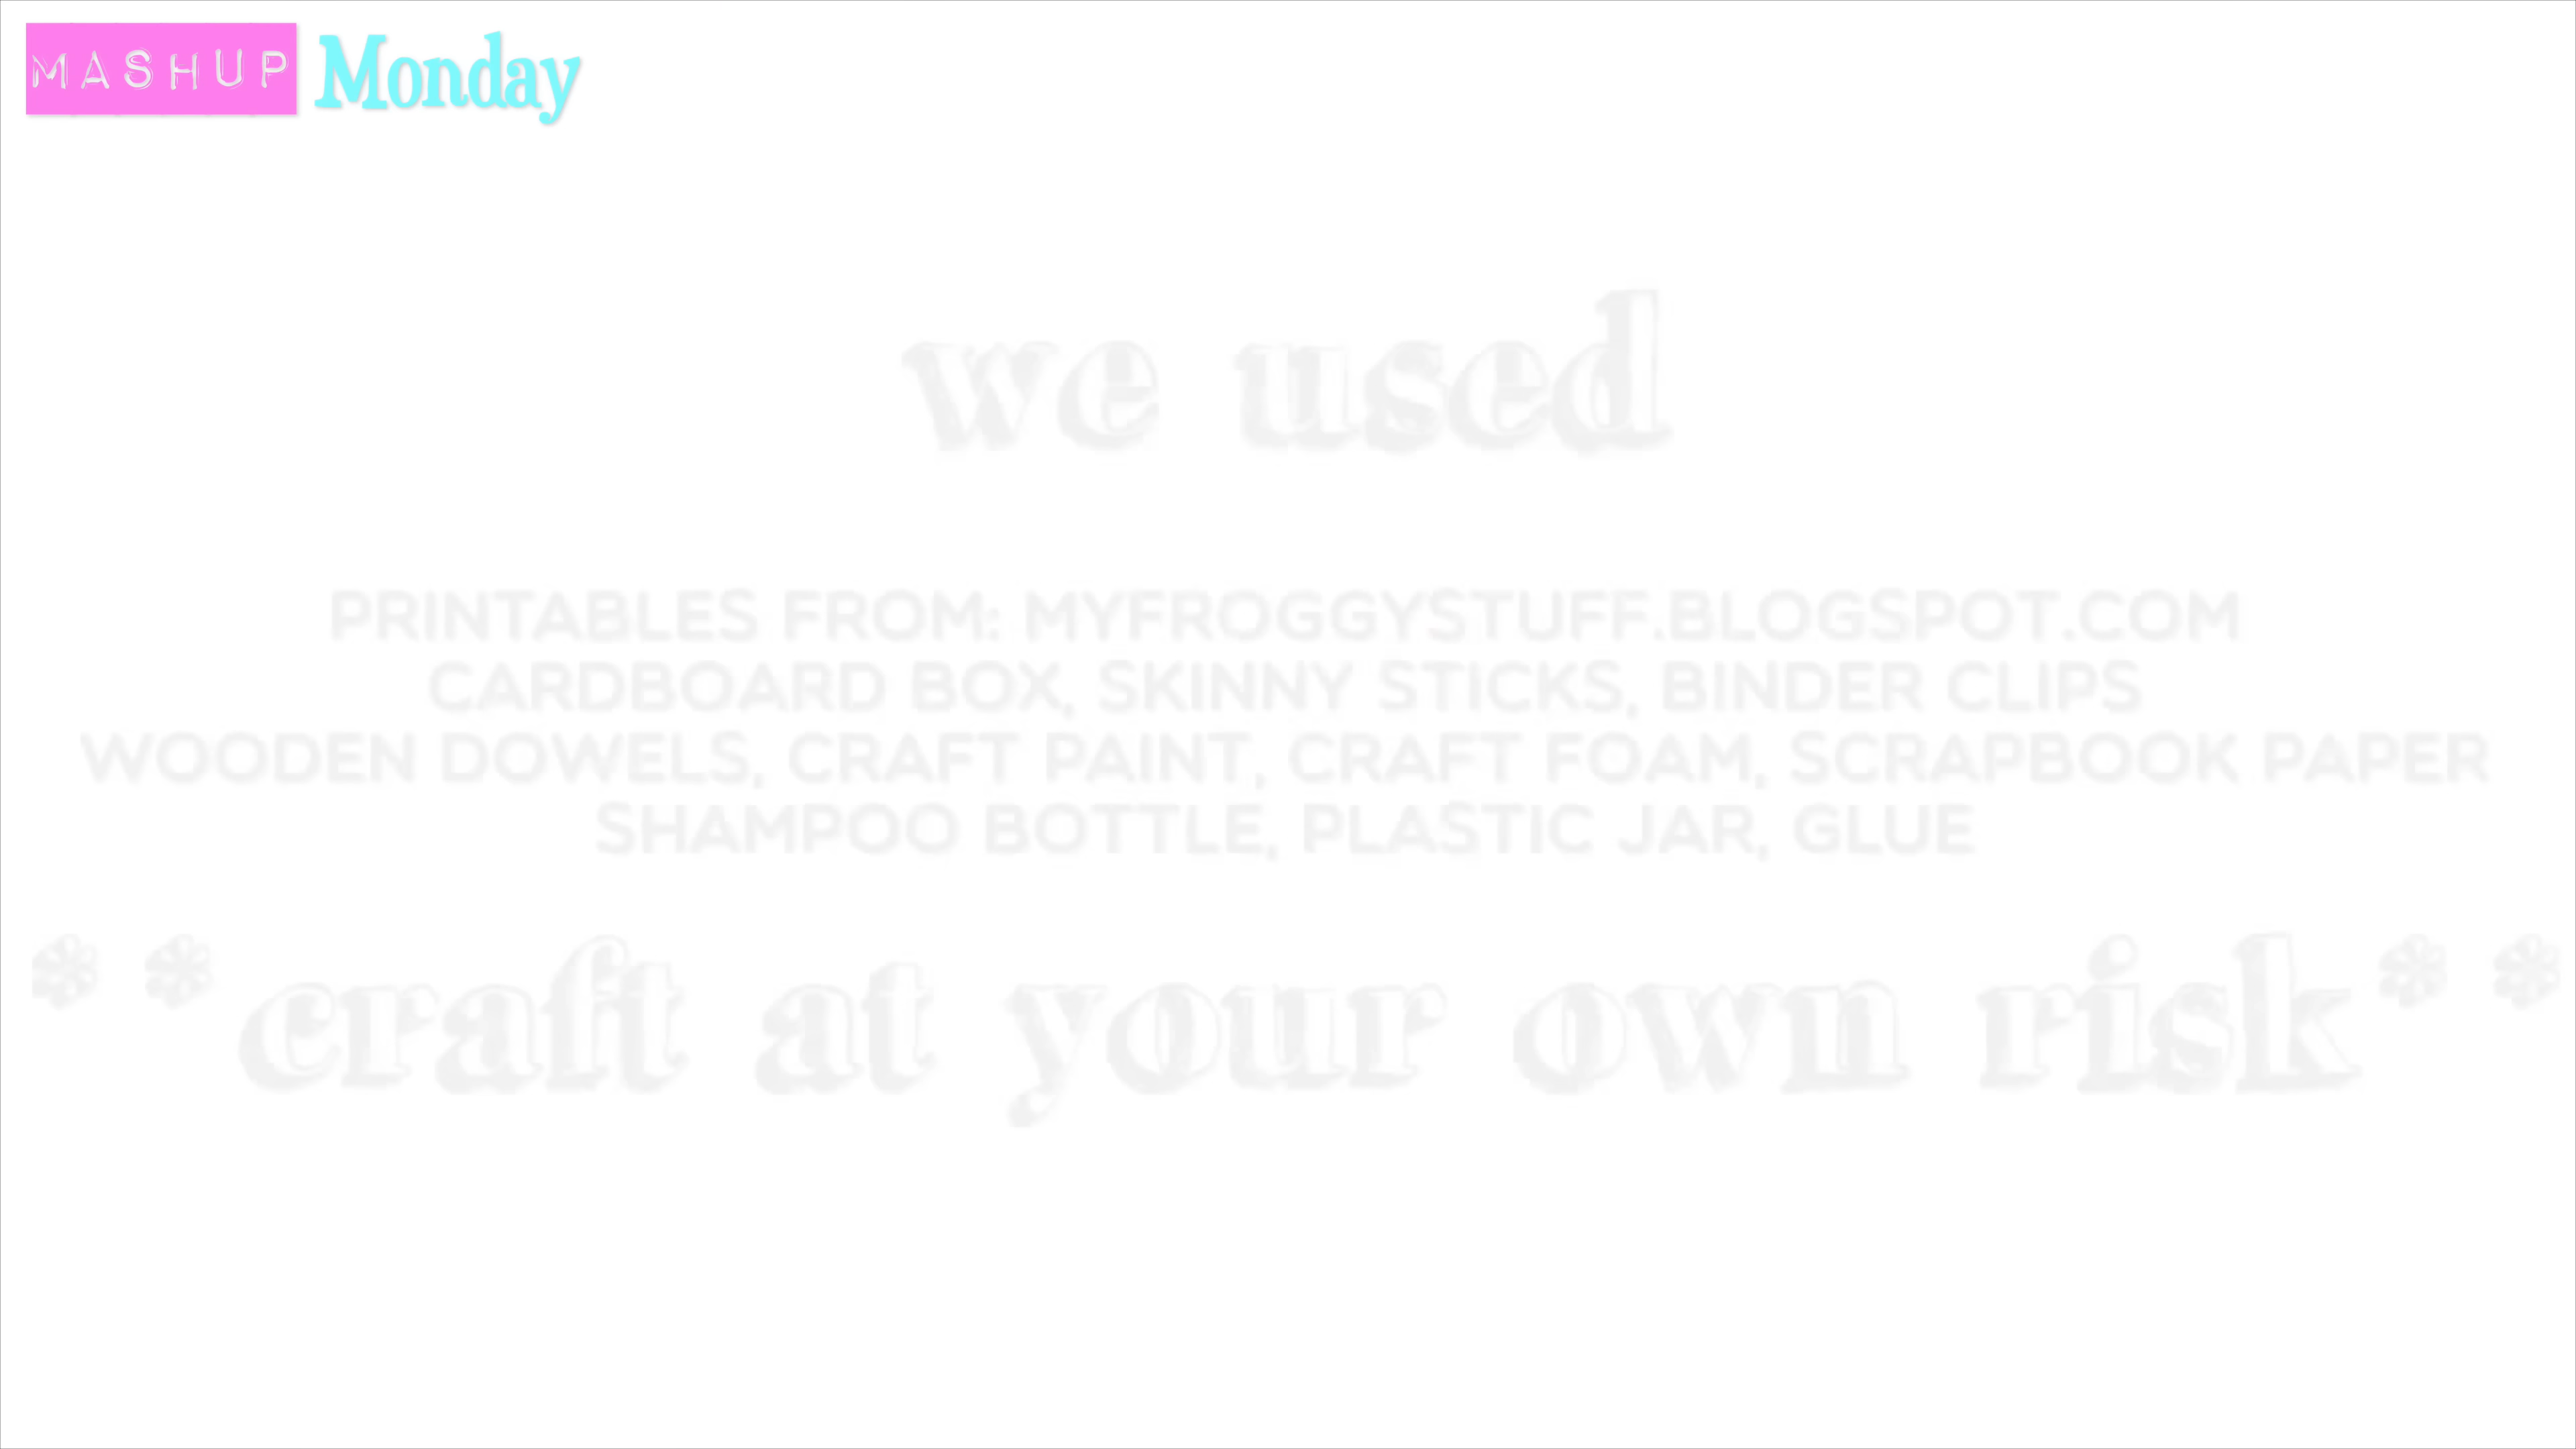 MASHUP Monday
we used
PRINTABLES FROM: MYFROGGYSTUFF.BLOGSPOT.COM
CARDBOARD BOX, SKINNY STICKS, BINDER CLIPS
WOODEN DOWELS, CRAFT PAINT, CRAFT FOAM, SCRAPBOOK PAPER
SHAMPOO BOTTLE, PLASTIC JAR, GLUE
**craft at your own risk**